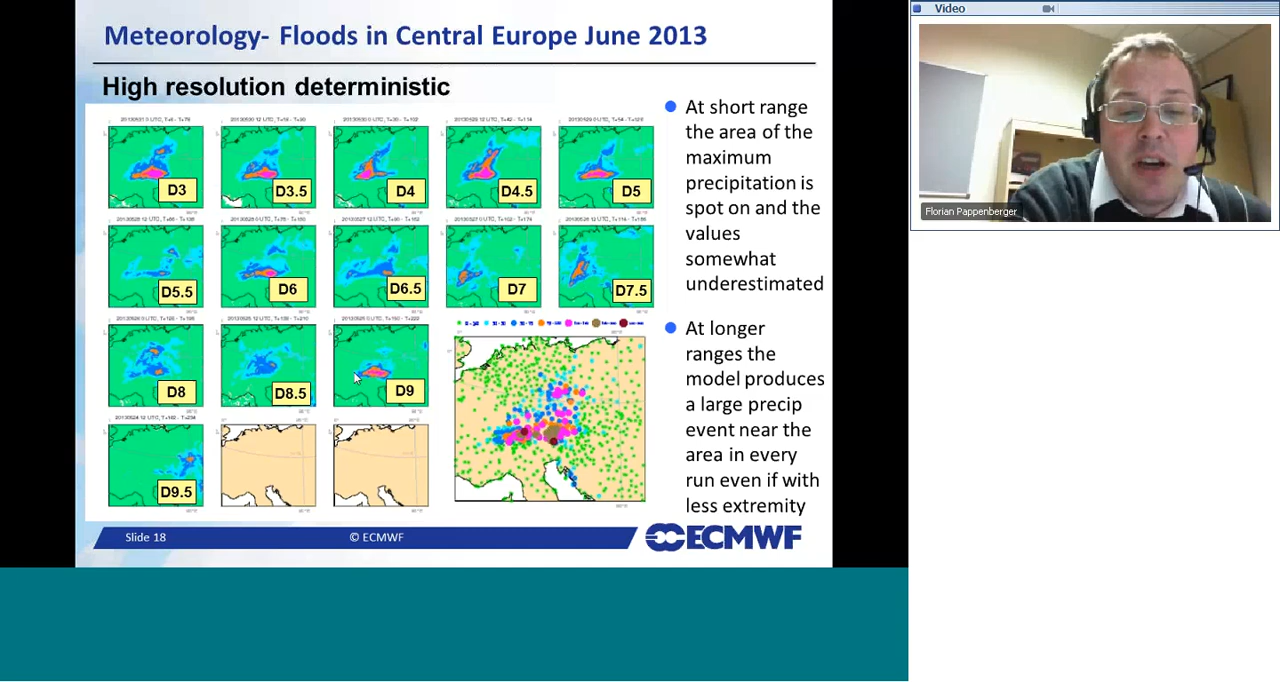 Meteorology- Floods in Central Europe June 2013
High resolution deterministic
D3
D3.5
D4
D4.5
D5
D5.5
D6
D6.5
D7
D7.5
D8
D8.5
D9
D9.5
At short range
the area of the
maximum
precipitation is
spot on and the
values
somewhat
underestimated
At longer
ranges the
model produces
a large precip
event near the
area in every
run even if with
less extremity
Slide 18
© ECMWF
ECMWF
Video
Florian Pappenberger